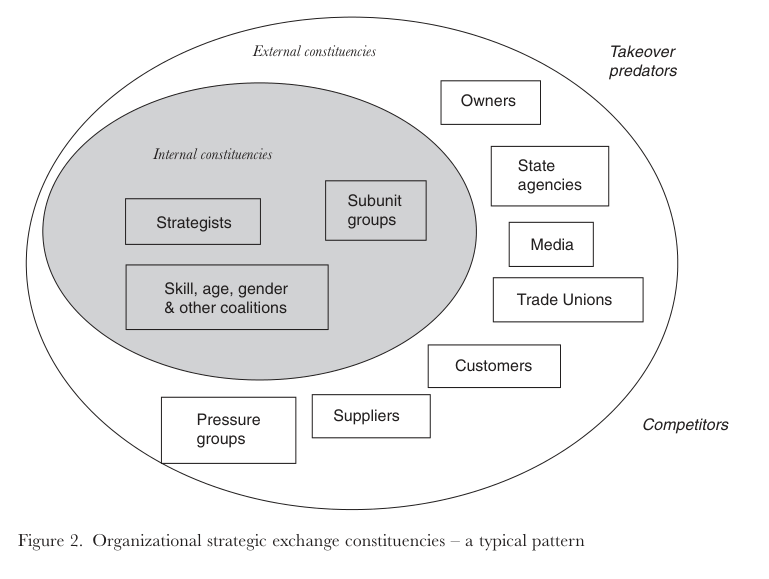 External constituencies
Takeover
predators
Owners
Internal constituencies
State
agencies
Strategists
Subunit
groups
Media
Skill, age, gender
& other coalitions
Trade Unions
Customers
Pressure
groups
Suppliers
Competitors
Figure 2. Organizational strategic exchange constituencies – a typical pattern